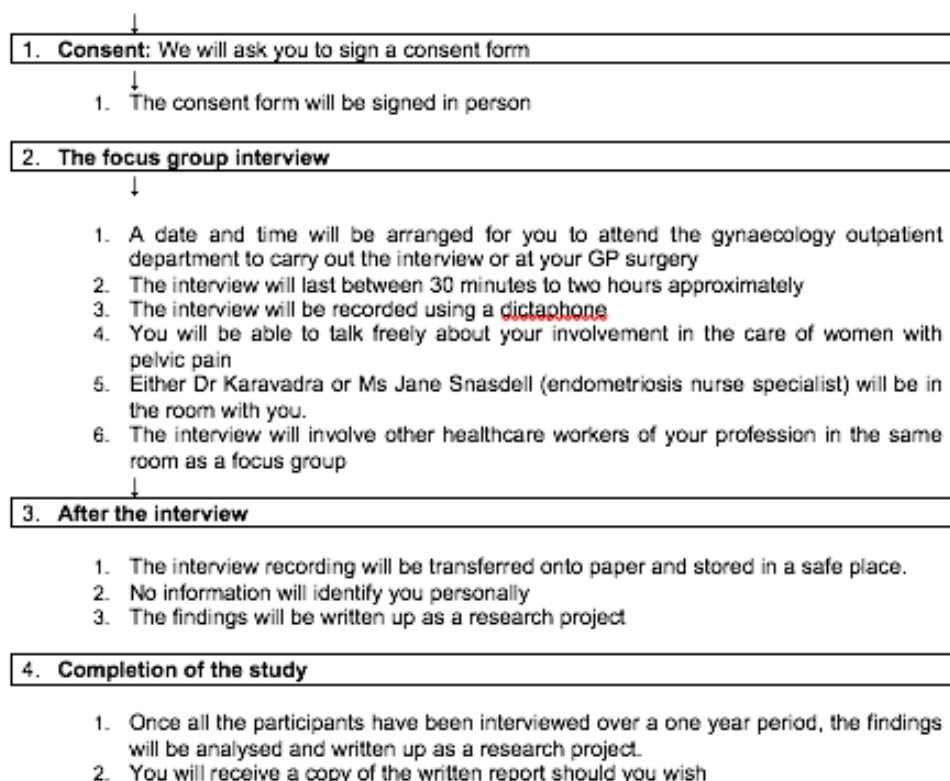 ↓
1. Consent: We will ask you to sign a consent form
↓
1. The consent form will be signed in person
2. The focus group interview
↓
1. A date and time will be arranged for you to attend the gynaecology outpatient
department to carry out the interview or at your GP surgery
2. The interview will last between 30 minutes to two hours approximately
3. The interview will be recorded using a dictaphone
4. You will be able to talk freely about your involvement in the care of women with
pelvic pain
5. Either Dr Karavadra or Ms Jane Snasdell (endometriosis nurse specialist) will be in
the room with you.
6. The interview will involve other healthcare workers of your profession in the same
room as a focus group
↓
3. After the interview
1. The interview recording will be transferred onto paper and stored in a safe place.
2. No information will identify you personally
3. The findings will be written up as a research project
4. Completion of the study
1. Once all the participants have been interviewed over a one year period, the findings
will be analysed and written up as a research project.
2. You will receive a copy of the written report should you wish